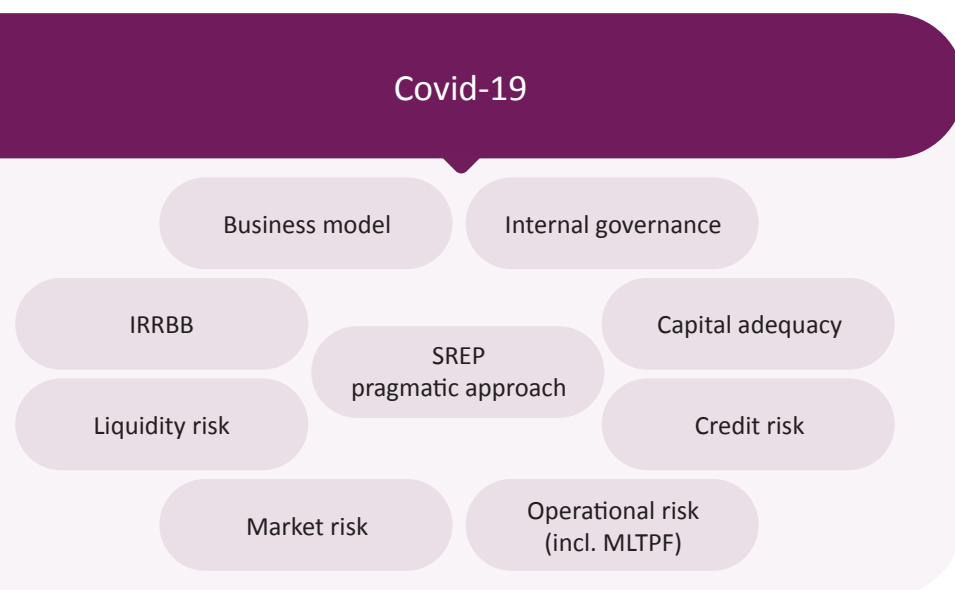 Covid-19
Business model
Internal governance
IRRBB
Capital adequacy
SREP
pragmatic approach
Liquidity risk
Credit risk
Market risk
Operational risk
(incl. MLTPF)